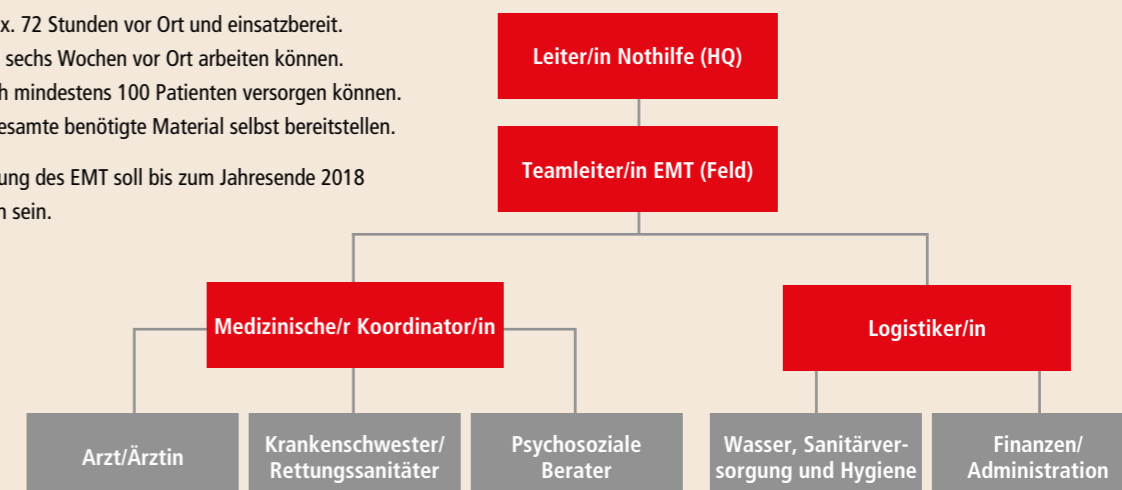 x. 72 Stunden vor Ort und einsatzbereit.
sechs Wochen vor Ort arbeiten können.
h mindestens 100 Patienten versorgen können.
esamte benötigte Material selbst bereitstellen.
ung des EMT soll bis zum Jahresende 2018
n sein.
Leiter/in Nothilfe (HQ)
Teamleiter/in EMT (Feld)
Medizinische/r Koordinator/in
Logistiker/in
Arzt/Ärztin
Krankenschwester/
Rettungssanitäter
Psychosoziale
Berater
Wasser, Sanitärver-
sorgung und Hygiene
Finanzen/
Administration